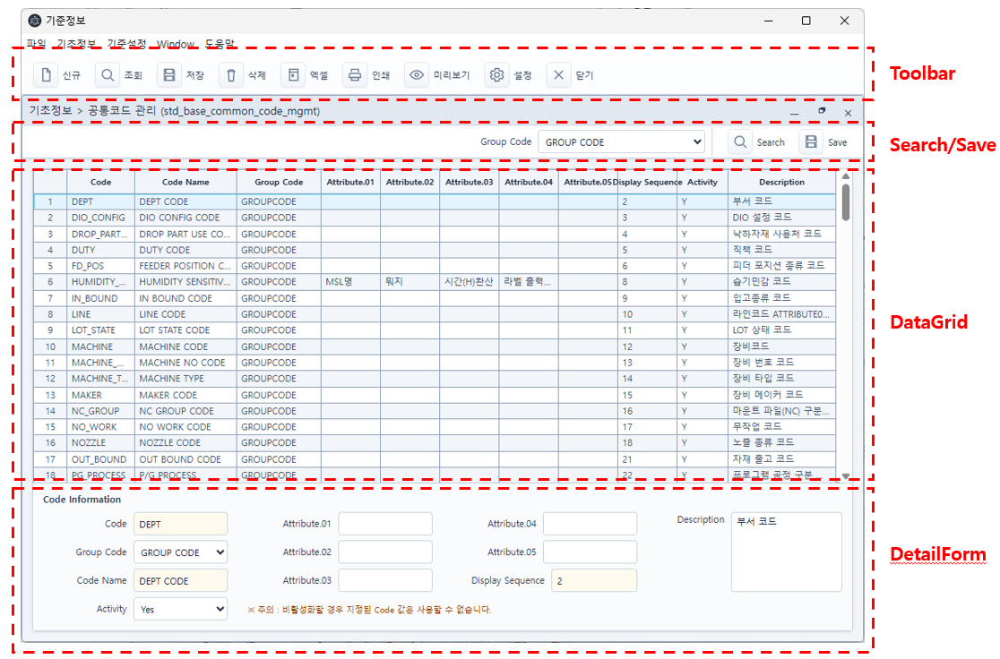 기준정보
파일 기초정보 기준설정 Window 도움말
신규 조회 저장 삭제 엑셀 인쇄 미리보기 설정 닫기
Toolbar
기초정보 > 공통코드 관리 (std_base_common_code_mgmt)
Group Code GROUP CODE Search Save
Search/Save
Code Code Name Group Code Attribute.01 Attribute.02 Attribute.03 Attribute.04 Attribute.05 Display Sequence Activity Description
1 DEPT DEPT CODE GROUPCODE 2 Y 부서 코드
2 DIO_CONFIG DIO CONFIG CODE GROUPCODE 3 Y DIO 설정 코드
3 DROP_PART... DROP PART USE CO... GROUPCODE 4 Y 낙하자재 사용처 코드
4 DUTY DUTY CODE GROUPCODE 5 Y 직책 코드
5 FD_POS FEEDER POSITION C... GROUPCODE 6 Y 피더 포지션 종류 코드
6 HUMIDITY_... HUMIDITY SENSITIV... GROUPCODE MSL명 뭐지 시간(H)환산 라벨 출력... 8 Y 습기민감 코드
7 IN_BOUND IN BOUND CODE GROUPCODE 9 Y 입고종류 코드
8 LINE LINE CODE GROUPCODE 10 Y 라인코드 ATTRIBUTE0...
9 LOT_STATE LOT STATE CODE GROUPCODE 11 Y LOT 상태 코드
10 MACHINE MACHINE CODE GROUPCODE 12 Y 장비코드
11 MACHINE_... MACHINE NO CODE GROUPCODE 13 Y 장비 번호 코드
12 MACHINE_T... MACHINE TYPE GROUPCODE 14 Y 장비 타입 코드
13 MAKER MAKER CODE GROUPCODE 15 Y 장비 메이커 코드
14 NC_GROUP NC GROUP CODE GROUPCODE 16 Y 마운트 파일(NC) 구분...
15 NO_WORK NO WORK CODE GROUPCODE 17 Y 무작업 코드
16 NOZZLE NOZZLE CODE GROUPCODE 18 Y 노즐 종류 코드
17 OUT_BOUND OUT BOUND CODE GROUPCODE 21 Y 자재 출고 코드
18 PG_PROCESS P/G PROCESS GROUPCODE 22 Y 프로그램 공정 구분
DataGrid
Code Information
Code DEPT Attribute.01 Attribute.04 Description 부서 코드
Group Code GROUP CODE Attribute.02 Attribute.05
Code Name DEPT CODE Attribute.03 Display Sequence 2
Activity Yes ※ 주의 : 비활성화할 경우 지정된 Code 값은 사용할 수 없습니다.
DetailForm